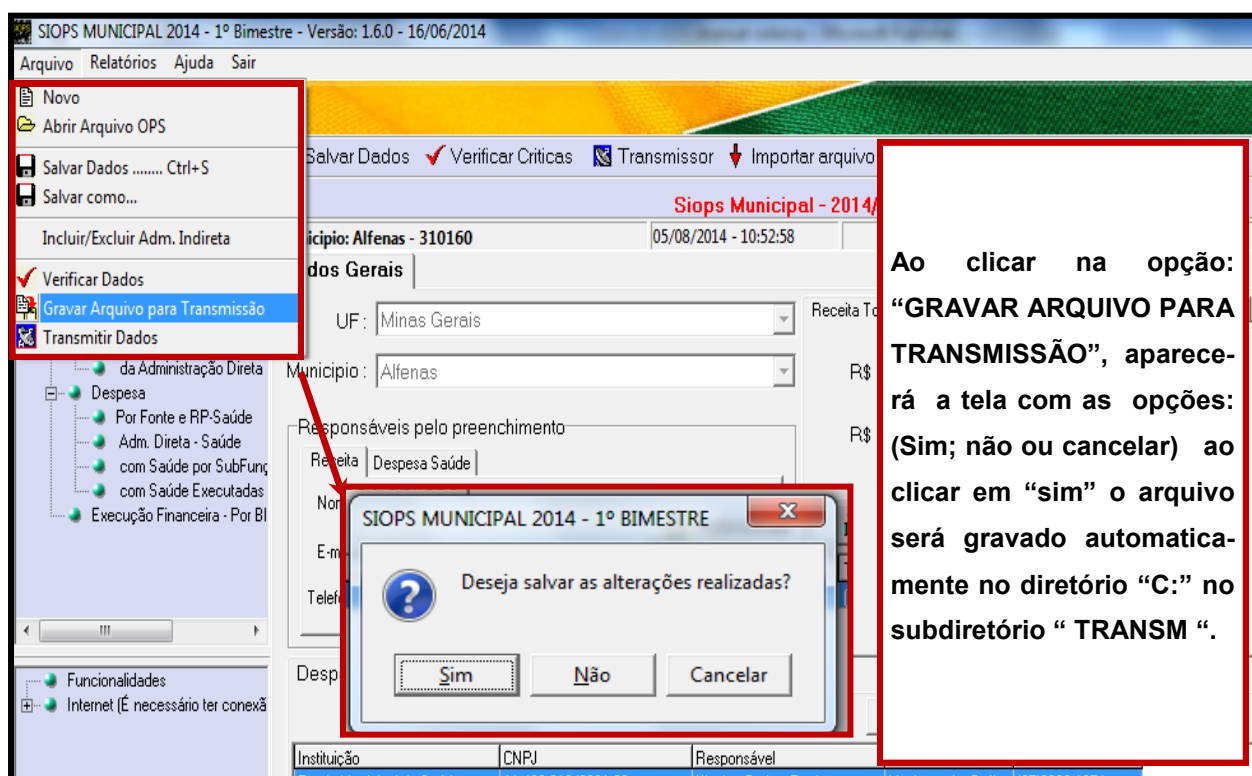 SIOPS MUNICIPAL 2014 - 1º Bimestre - Versão: 1.6.0 - 16/06/2014
Arquivo Relatórios Ajuda Sair
Novo
Abrir Arquivo OPS
Salvar Dados ........ Ctrl+S
Salvar como...
Incluir/Excluir Adm. Indireta
Verificar Dados
Gravar Arquivo para Transmissão
Transmitir Dados
Salvar Dados Verificar Criticas Transmissor Importar arquivo
Siops Municipal - 2014/
icipio: Alfenas - 310160 05/08/2014 - 10:52:58
dos Gerais
UF: Minas Gerais
Municipio : Alfenas
Receita To
R$
R$
da Administração Direta
Despesa
Por Fonte e RP-Saúde
Adm. Direta - Saúde
com Saúde por SubFunç
com Saúde Executadas
Execução Financeira - Por Bl
Responsáveis pelo preenchimento
Receita Despesa Saúde
Nor
E-m
Telef
SIOPS MUNICIPAL 2014 - 1º BIMESTRE
Deseja salvar as alterações realizadas?
Sim Não Cancelar
Funcionalidades
Internet (É necessário ter conexã
Desp
Instituição CNPJ Responsável
Ao clicar na opção:
“GRAVAR ARQUIVO PARA
TRANSMISSÃO”, aparece-
rá a tela com as opções:
(Sim; não ou cancelar) ao
clicar em “sim” o arquivo
será gravado automatica-
mente no diretório “C:” no
subdiretório “ TRANSM “.